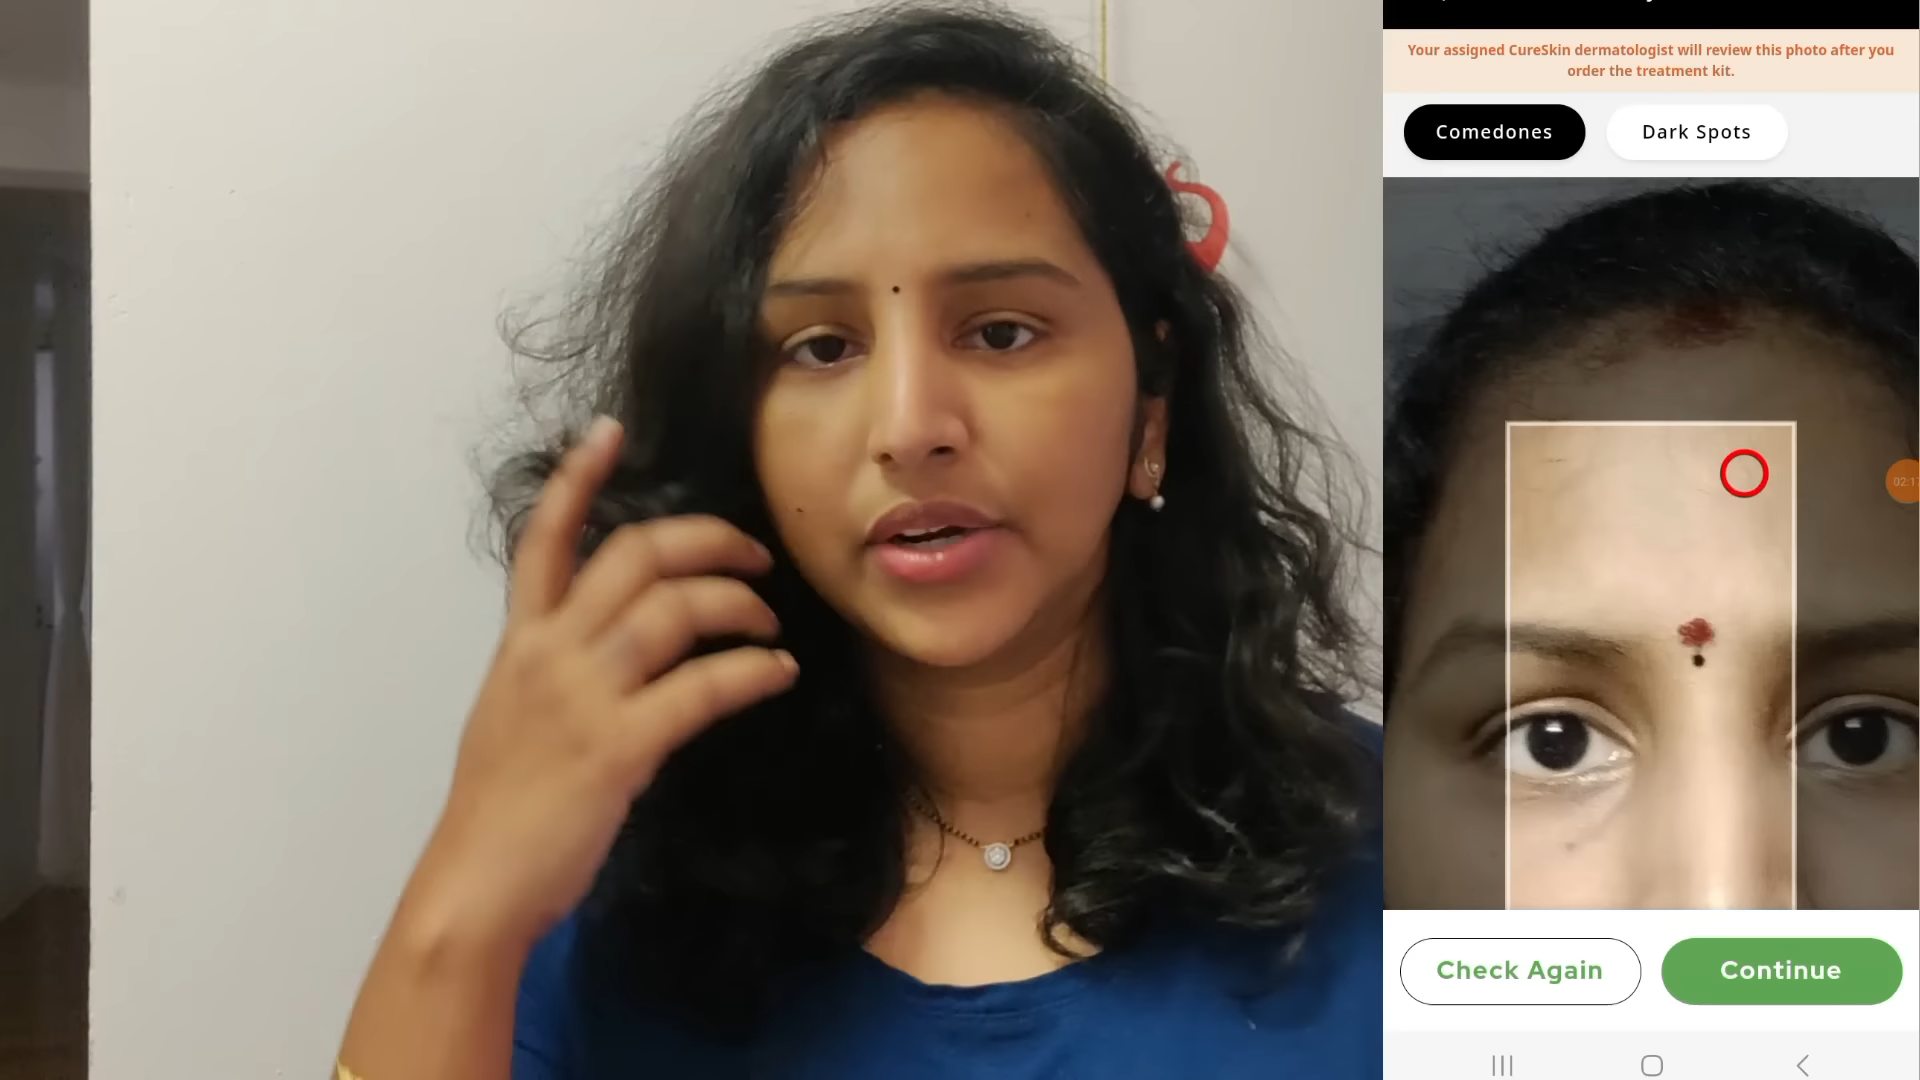 Your assigned CureSkin dermatologist will review this photo after you
order the treatment kit.
Comedones
Dark Spots
Check Again
Continue